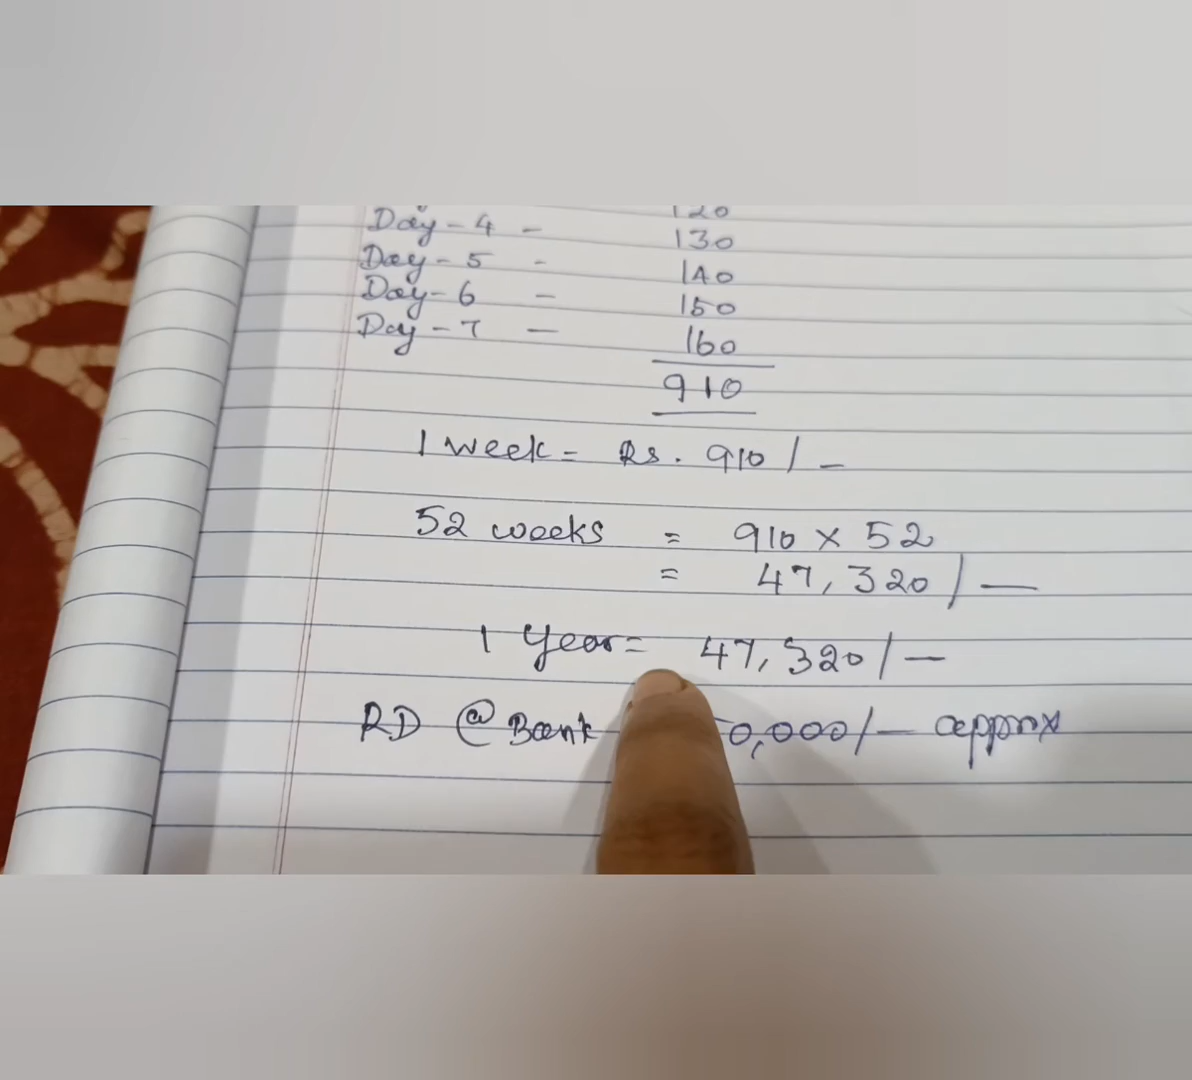 120
Day - 4 - 130
Day - 5 - 140
Day - 6 - 150
Day - 7 - 160
910
1 week = Rs. 910/-
52 weeks = 910 x 52
= 47,320/-
1 Year = 47,320/-
RD @ Bank 0,000/- approx